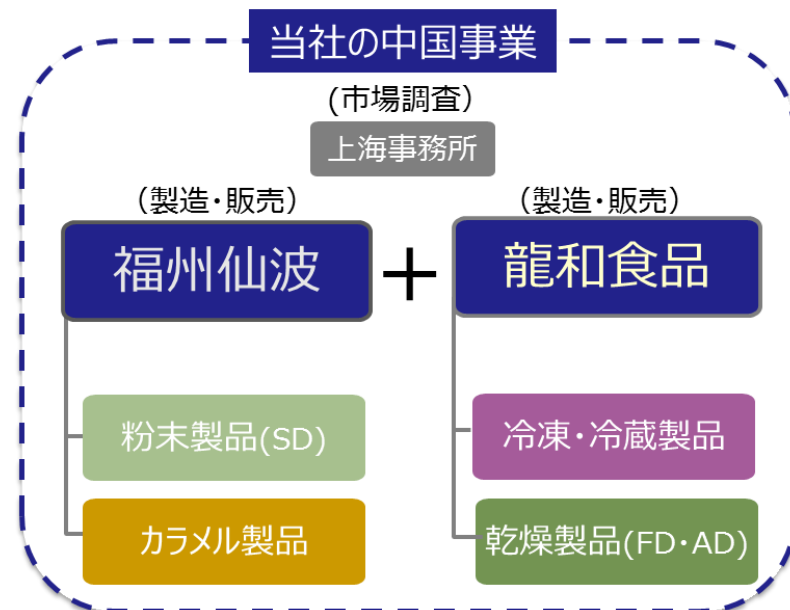 当社の中国事業
(市場調査）
上海事務所
（製造・販売）
福州仙波
粉末製品(SD)
カラメル製品
＋
（製造・販売）
龍和食品
冷凍・冷蔵製品
乾燥製品(FD・AD)